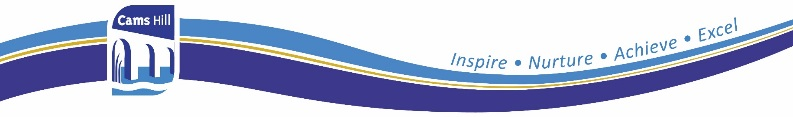 Cams Hill
Inspire • Nurture • Achieve • Excel